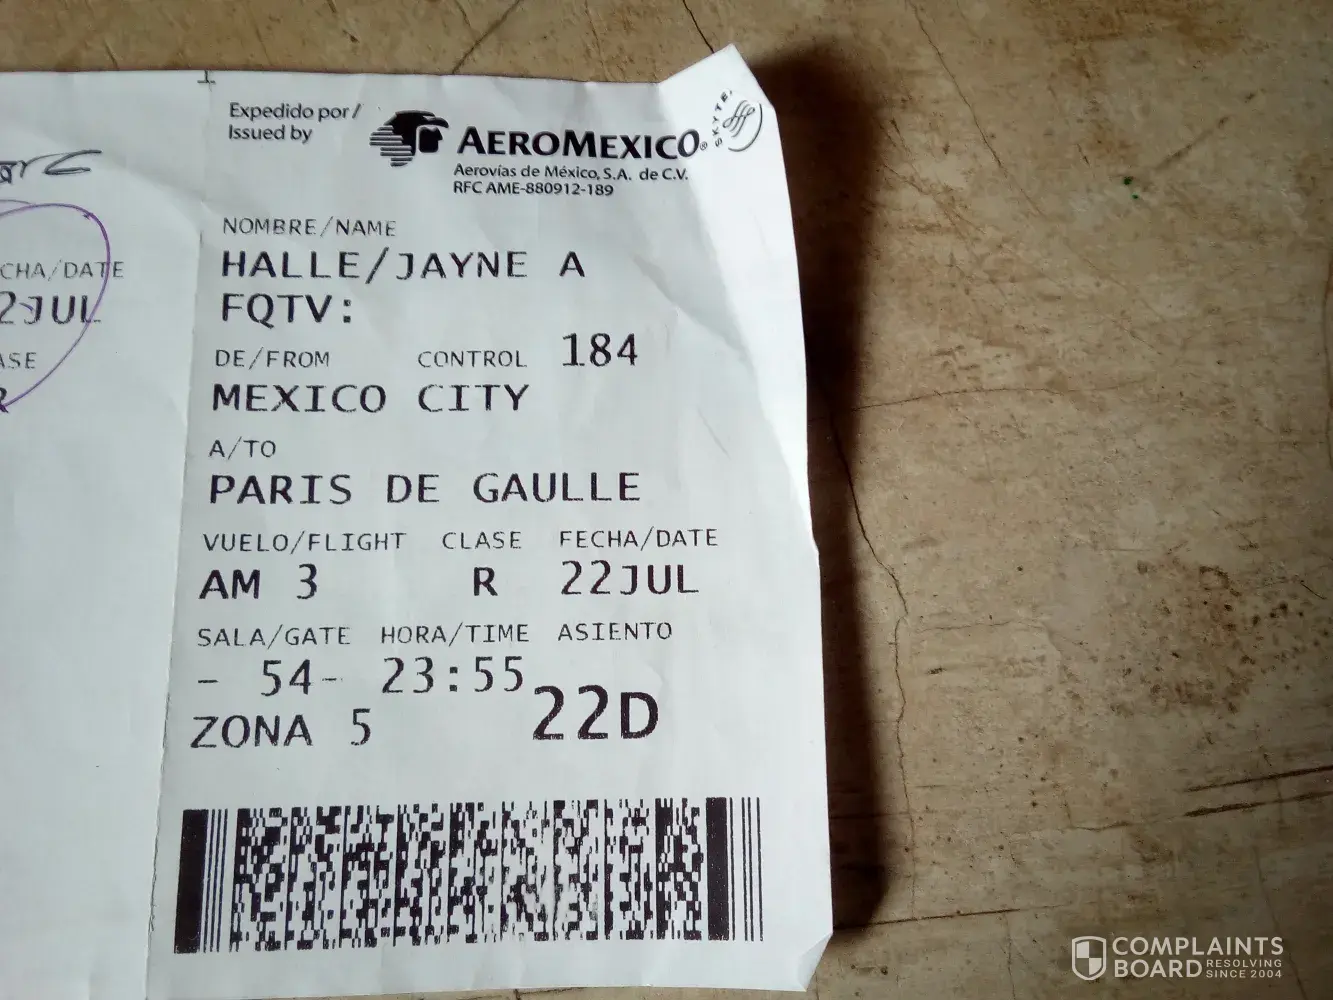 Expedido por /
Issued by
AEROMEXICO®
SKYTE
Aerovías de México, S.A. de C.V.
RFC AME-880912-189
NOMBRE/NAME
HALLE/JAYNE A
FQTV:
DE/FROM CONTROL 184
MEXICO CITY
A/TO
PARIS DE GAULLE
VUELO/FLIGHT CLASE FECHA/DATE
AM 3 R 22JUL
SALA/GATE HORA/TIME ASIENTO
- 54- 23:55 22D
ZONA 5
CHA/DATE
2JUL
ASE
R
COMPLAINTS
BOARD RESOLVING
SINCE 2004